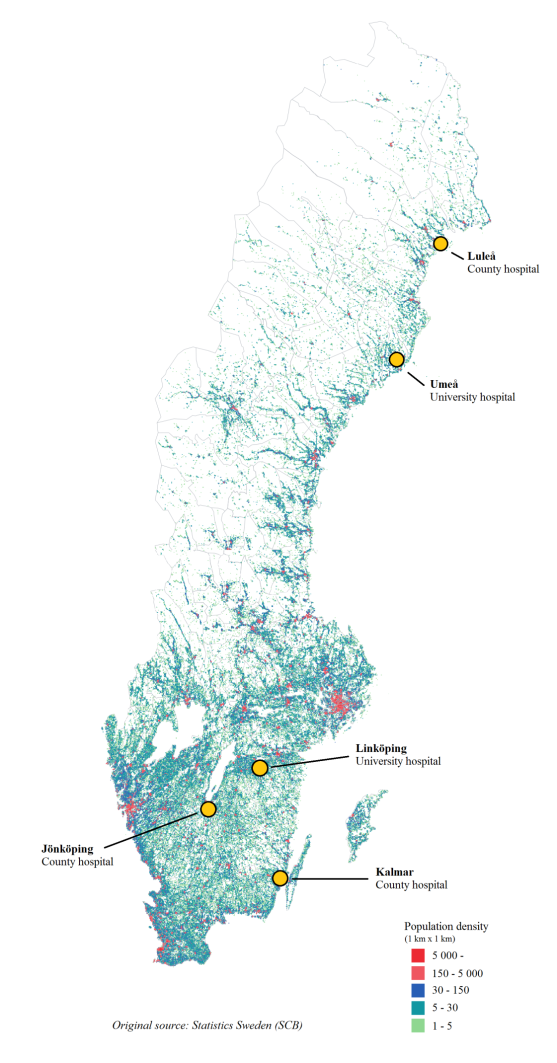 Luleå
County hospital
Umeå
University hospital
Linköping
University hospital
Jönköping
County hospital
Kalmar
County hospital
Population density
(1 km x 1 km)
5 000 -
150 - 5 000
30 - 150
5 - 30
1 - 5
Original source: Statistics Sweden (SCB)